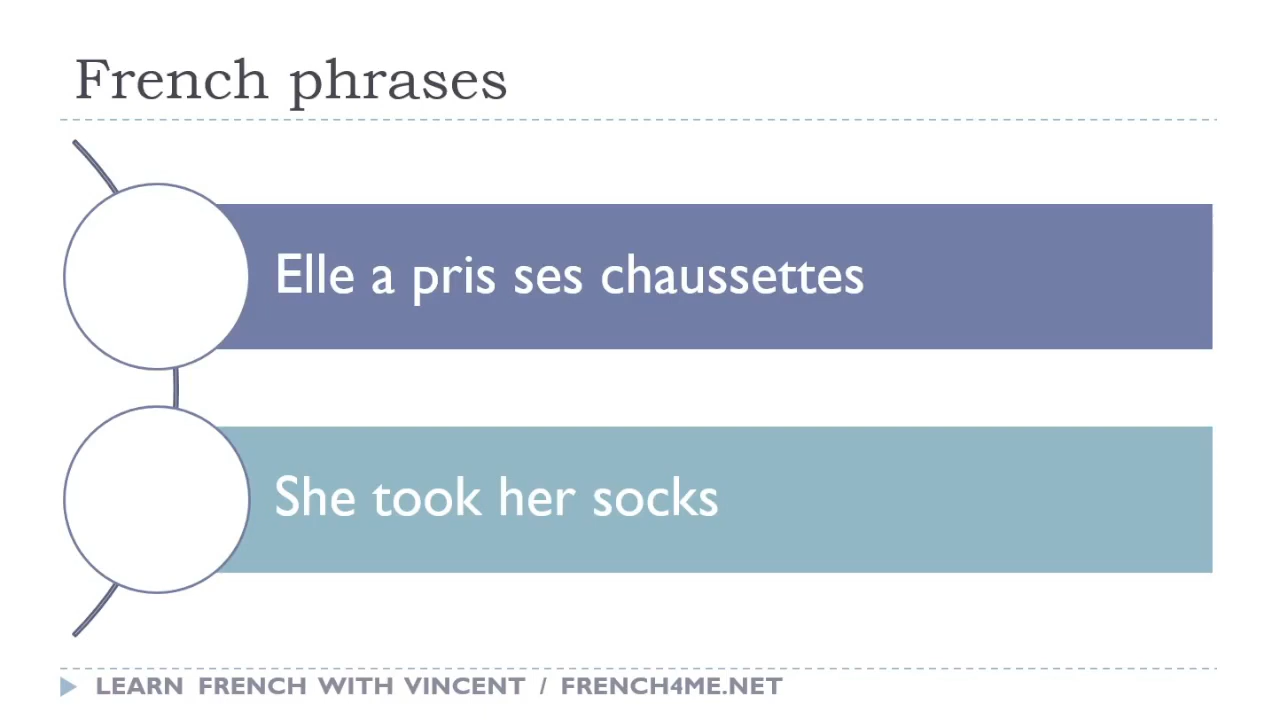 French phrases
Elle a pris ses chaussettes
She took her socks
LEARN FRENCH WITH VINCENT / FRENCH4ME.NET